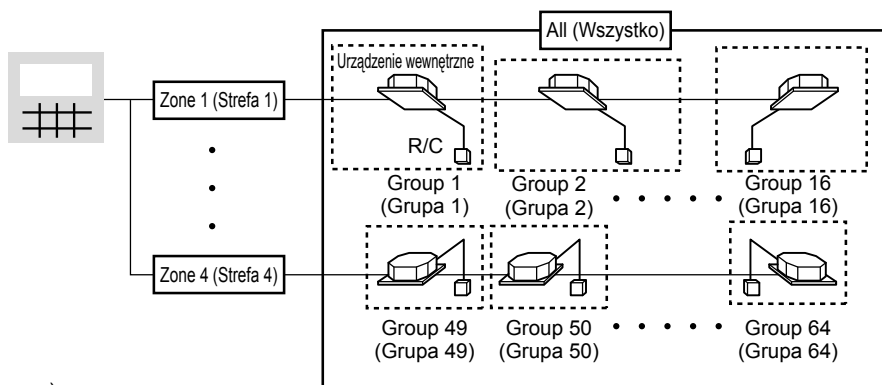 All (Wszystko)
Urządzenie wewnętrzne
Zone 1 (Strefa 1)
R/C
Group 1
(Grupa 1)
Group 2
(Grupa 2)
Group 16
(Grupa 16)
Zone 4 (Strefa 4)
Group 49
(Grupa 49)
Group 50
(Grupa 50)
Group 64
(Grupa 64)